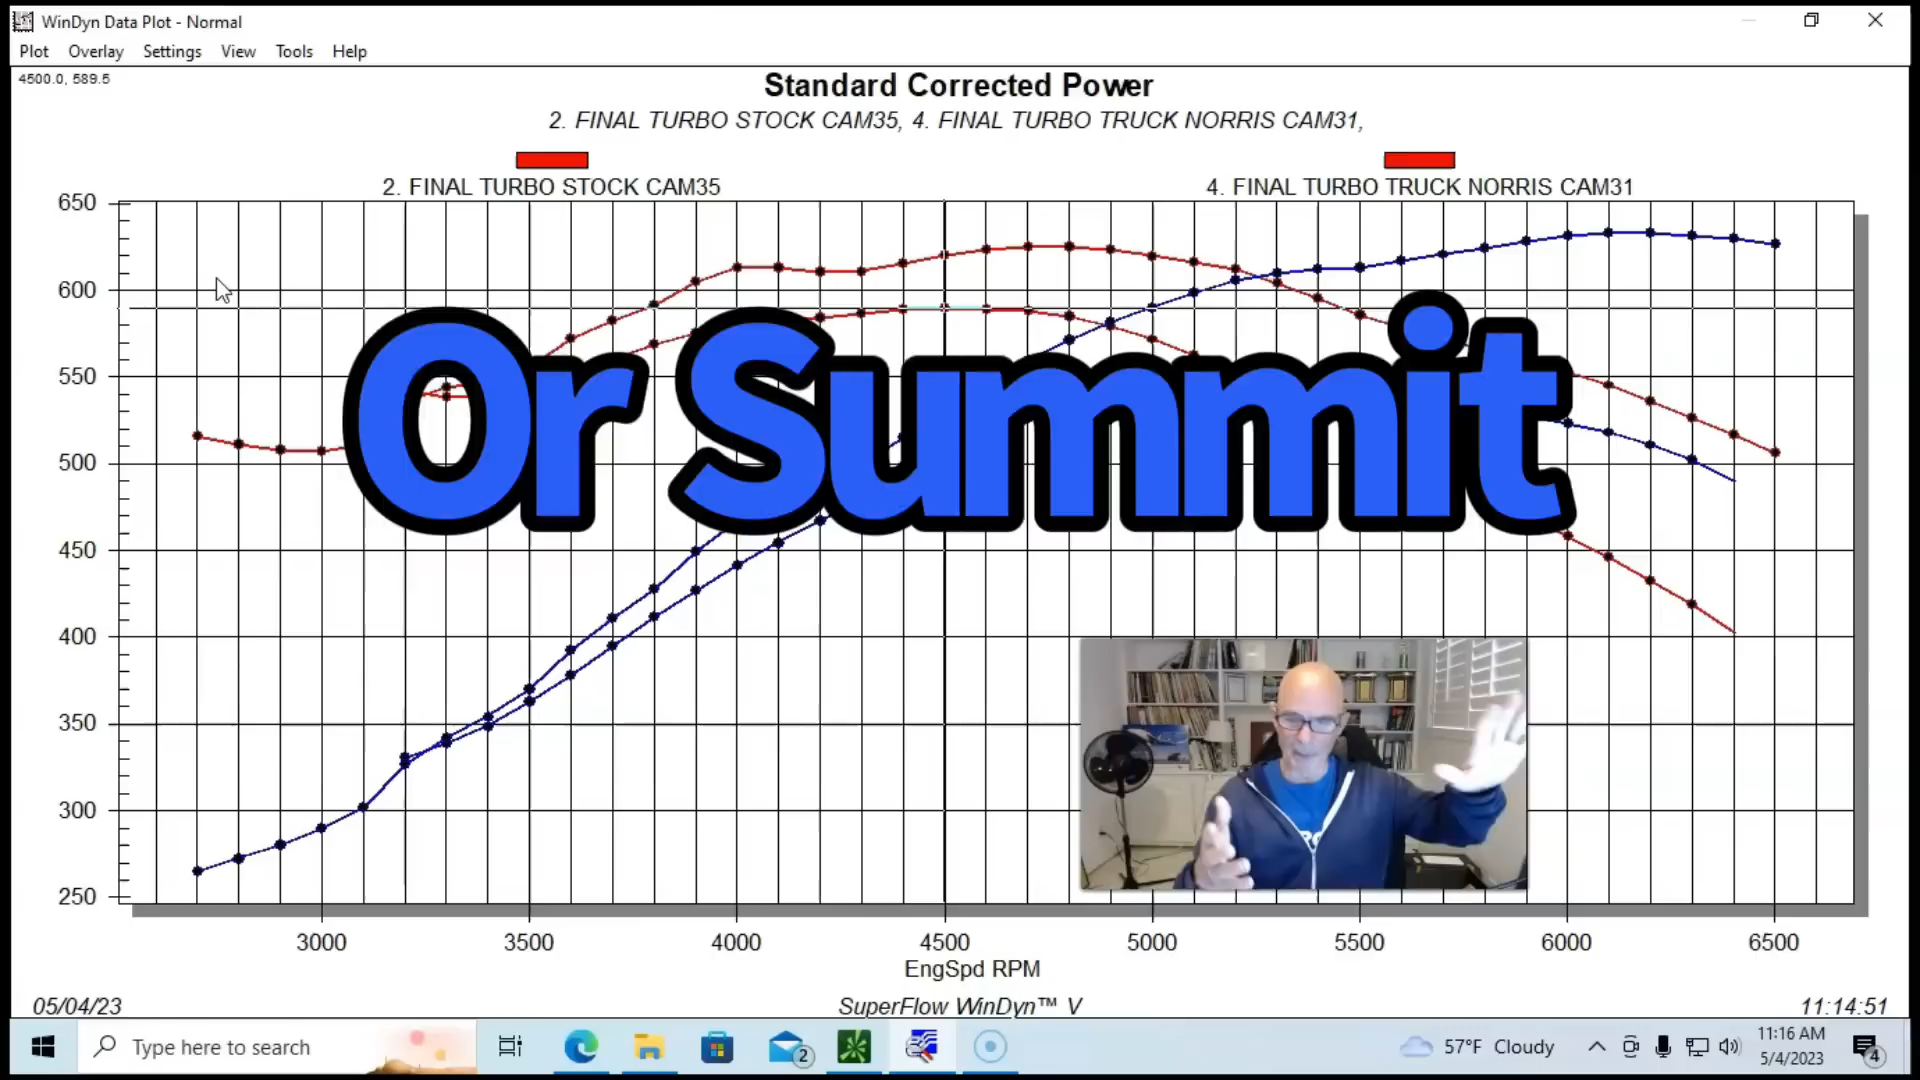 WinDyn Data Plot - Normal
Plot Overlay Settings View Tools Help
4500.0, 589.5
Standard Corrected Power
2. FINAL TURBO STOCK CAM35, 4. FINAL TURBO TRUCK NORRIS CAM31,
2. FINAL TURBO STOCK CAM35
4. FINAL TURBO TRUCK NORRIS CAM31
650
600
550
500
450
400
350
300
250
Or Summit
3000 3500 4000 4500 5000 5500 6000 6500
EngSpd RPM
05/04/23
SuperFlow WinDyn™ V
11:14:51
Type here to search
2
57°F Cloudy
11:16 AM
5/4/2023
4